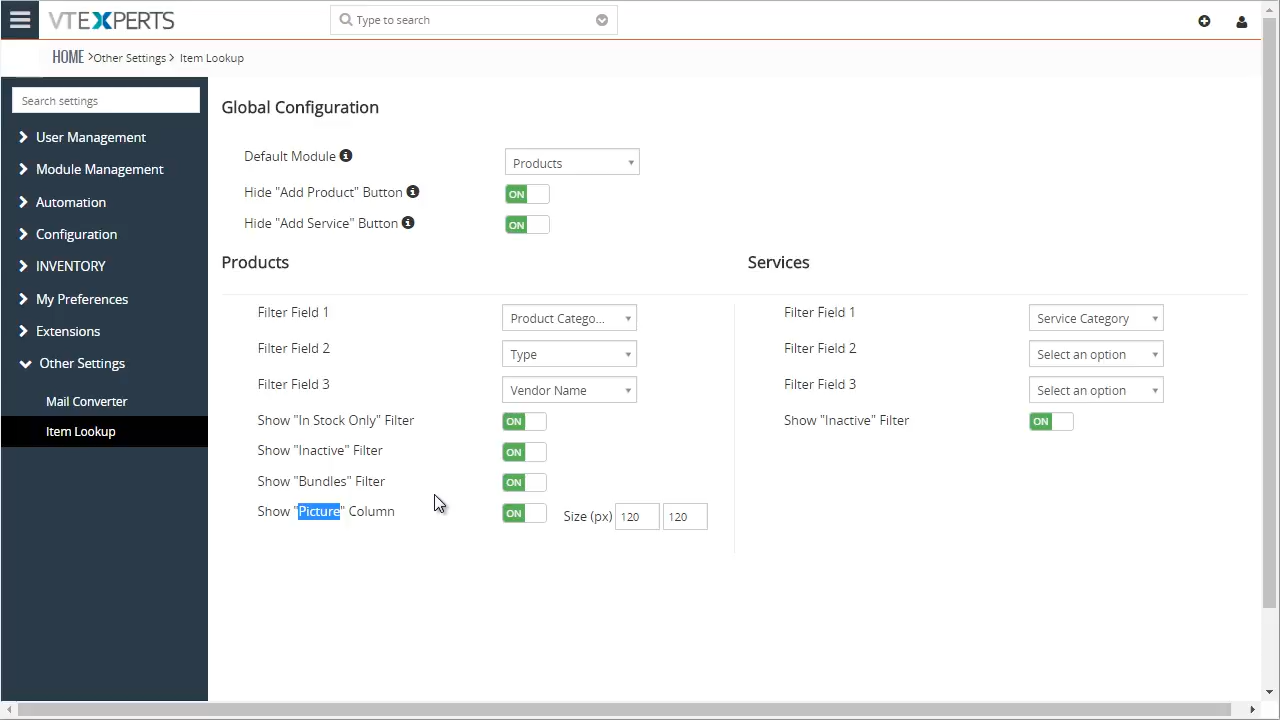 VTEXPERTS
Type to search
HOME >Other Settings > Item Lookup
Search settings
User Management
Module Management
Automation
Configuration
INVENTORY
My Preferences
Extensions
Other Settings
Mail Converter
Item Lookup
Global Configuration
Default Module Products
Hide "Add Product" Button ON
Hide "Add Service" Button ON
Products
Filter Field 1 Product Catego...
Filter Field 2 Type
Filter Field 3 Vendor Name
Show "In Stock Only" Filter ON
Show "Inactive" Filter ON
Show "Bundles" Filter ON
Show "Picture" Column ON Size (px) 120 120
Services
Filter Field 1 Service Category
Filter Field 2 Select an option
Filter Field 3 Select an option
Show "Inactive" Filter ON